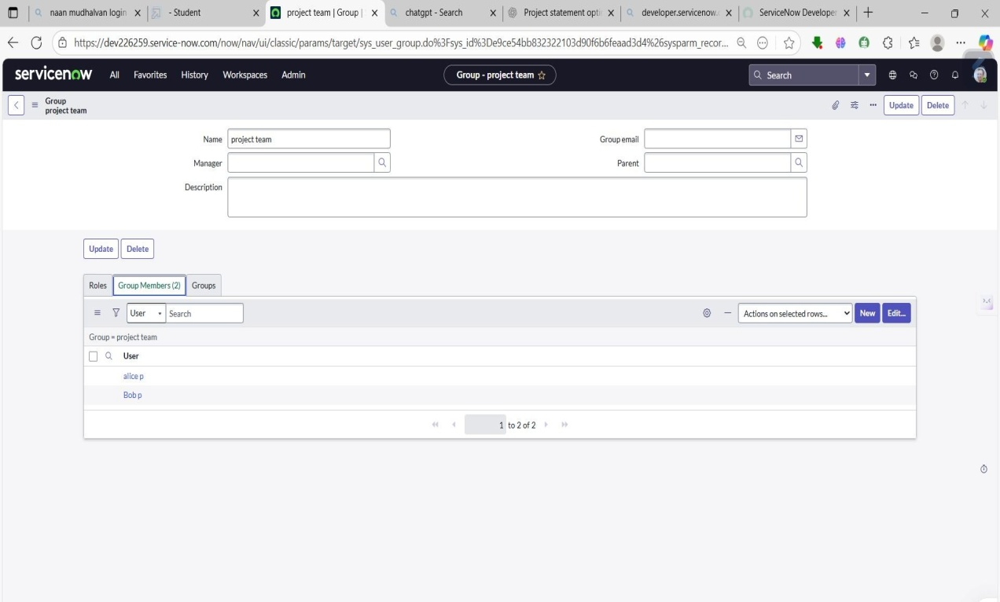 naan mudhalvan login
- Student
project team | Group |
chatgpt - Search
Project statement opti
developer.servicenow.c
ServiceNow Developer
https://dev226259.service-now.com/now/nav/ui/classic/params/target/sys_user_group.do%3Fsys_id%3De9ce54bb832322103d90f6b6feaad3d4%26sysparm_recor...
servicenow All Favorites History Workspaces Admin Group - project team Search
Group
project team
Update Delete
Name project team Group email
Manager Parent
Description
Update Delete
Roles Group Members (2) Groups
User Search Actions on selected rows... New Edit...
Group = project team
User
alice p
Bob p
1 to 2 of 2